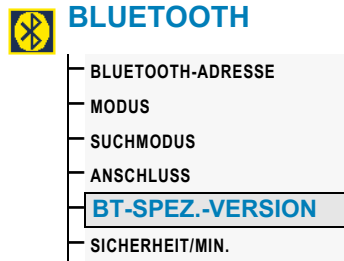 BLUETOOTH
BLUETOOTH-ADRESSE
MODUS
SUCHMODUS
ANSCHLUSS
BT-SPEZ.-VERSION
SICHERHEIT/MIN.